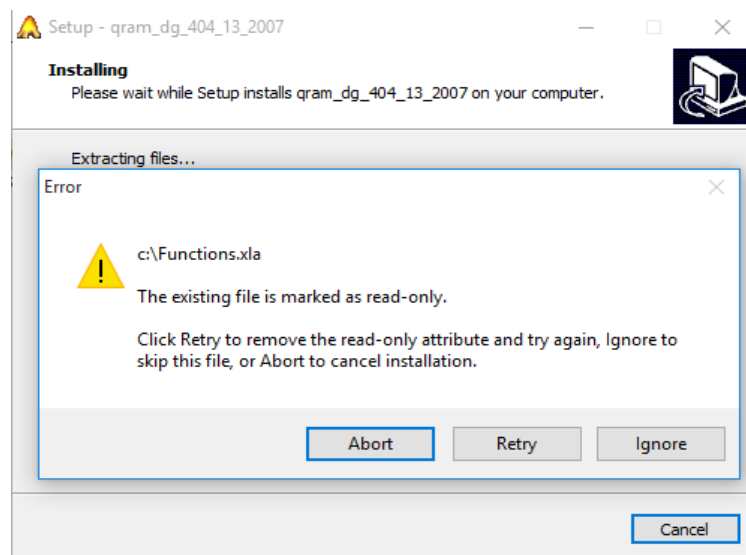 Setup - qram_dg_404_13_2007
Installing
Please wait while Setup installs qram_dg_404_13_2007 on your computer.
Extracting files...
Error
c:\Functions.xla
The existing file is marked as read-only.
Click Retry to remove the read-only attribute and try again, Ignore to
skip this file, or Abort to cancel installation.
Abort Retry Ignore
Cancel